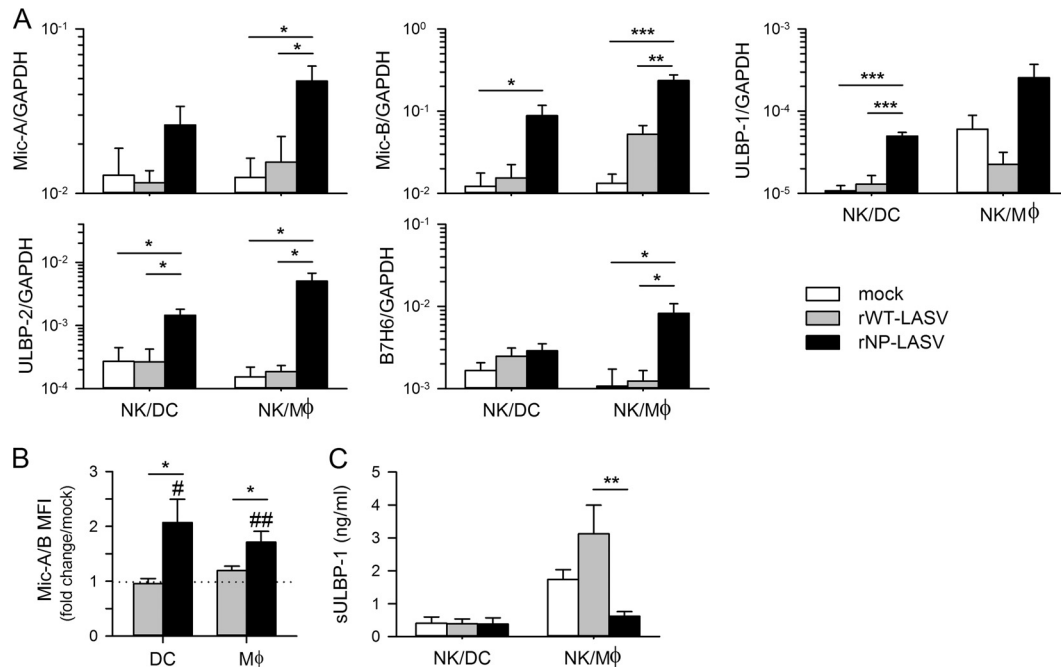 A
Mic-A/GAPDH
10-1
10-2
*
*
Mic-B/GAPDH
100
10-1
10-2
*
***
**
ULBP-1/GAPDH
10-3
10-4
10-5
***
***
NK/DC
NK/MΦ
ULBP-2/GAPDH
10-2
10-3
10-4
*
*
*
*
NK/DC
NK/MΦ
B7H6/GAPDH
10-1
10-2
10-3
*
*
NK/DC
NK/MΦ
mock
rWT-LASV
rNP-LASV
B
Mic-A/B MFI
(fold change/mock)
3
2
1
0
*
#
*
##
DC
MΦ
C
sULBP-1 (ng/ml)
5
4
3
2
1
0
**
NK/DC
NK/MΦ